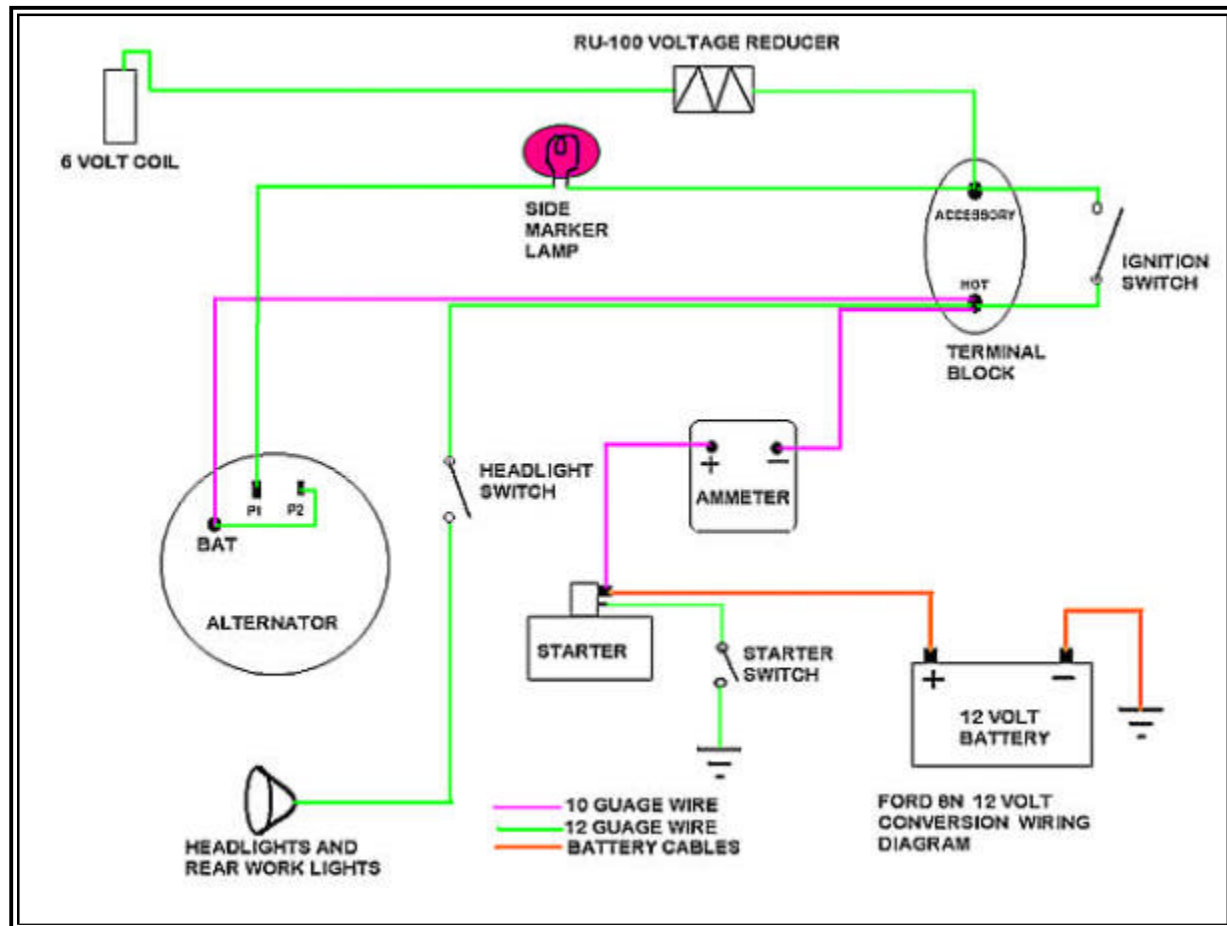 RU-100 VOLTAGE REDUCER
6 VOLT COIL
SIDE
MARKER
LAMP
ACCESSORY
IGNITION
SWITCH
HOT
TERMINAL
BLOCK
HEADLIGHT
SWITCH
+ −
AMMETER
P1 P2
BAT
ALTERNATOR
STARTER
STARTER
SWITCH
+ −
12 VOLT
BATTERY
HEADLIGHTS AND
REAR WORK LIGHTS
10 GUAGE WIRE
12 GUAGE WIRE
BATTERY CABLES
FORD 8N 12 VOLT
CONVERSION WIRING
DIAGRAM